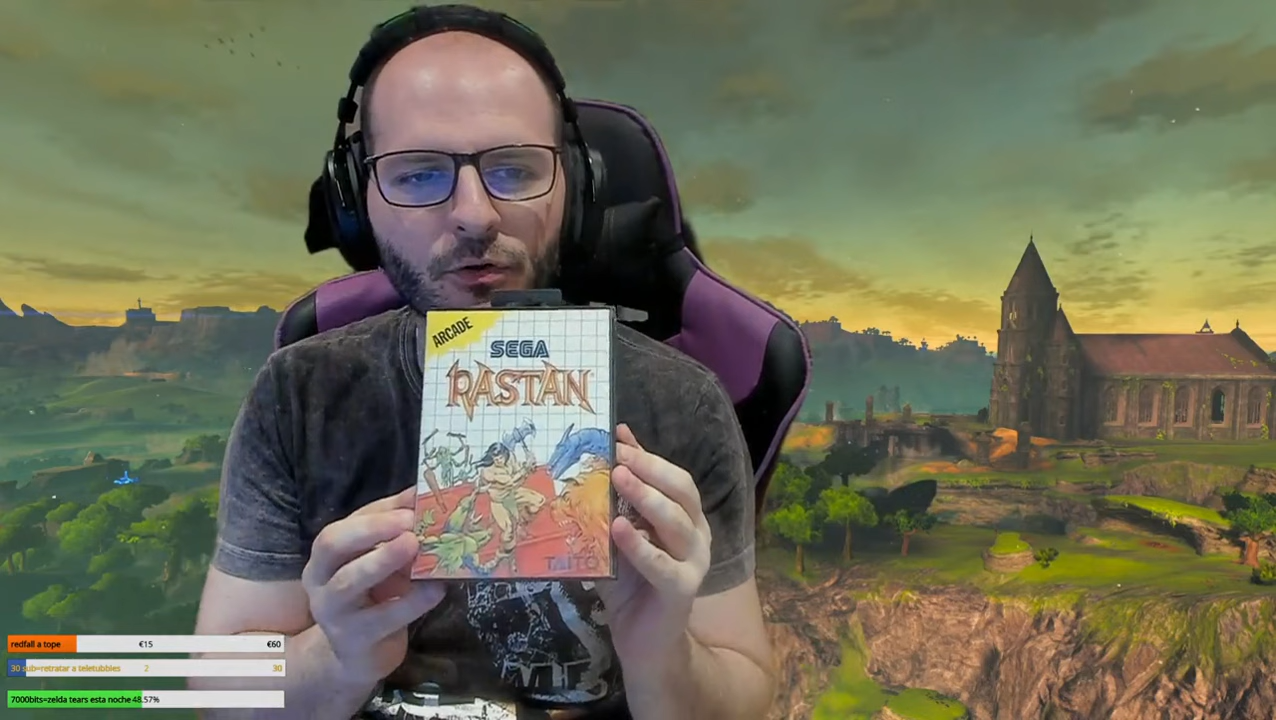 ARCADE
SEGA
RASTAN
TAITO
redfall a tope €15 €60
30 sub=retratar a teletubbies 2 30
7000bits=zelda tears esta noche 48.57%